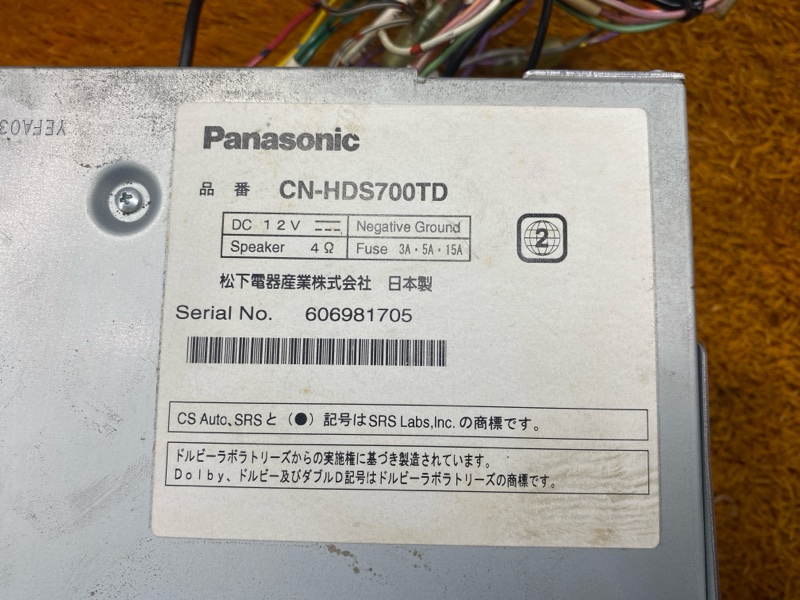 YEFA03
Panasonic
品 番 CN-HDS700TD
DC 12V Negative Ground
Speaker 4Ω Fuse 3A・5A・15A
2
松下電器産業株式会社 日本製
Serial No. 606981705
CS Auto、SRSと（●）記号はSRS Labs,Inc.の商標です。
ドルビーラボラトリーズからの実施権に基づき製造されています。
Dolby、ドルビー及びダブルD記号はドルビーラボラトリーズの商標です。